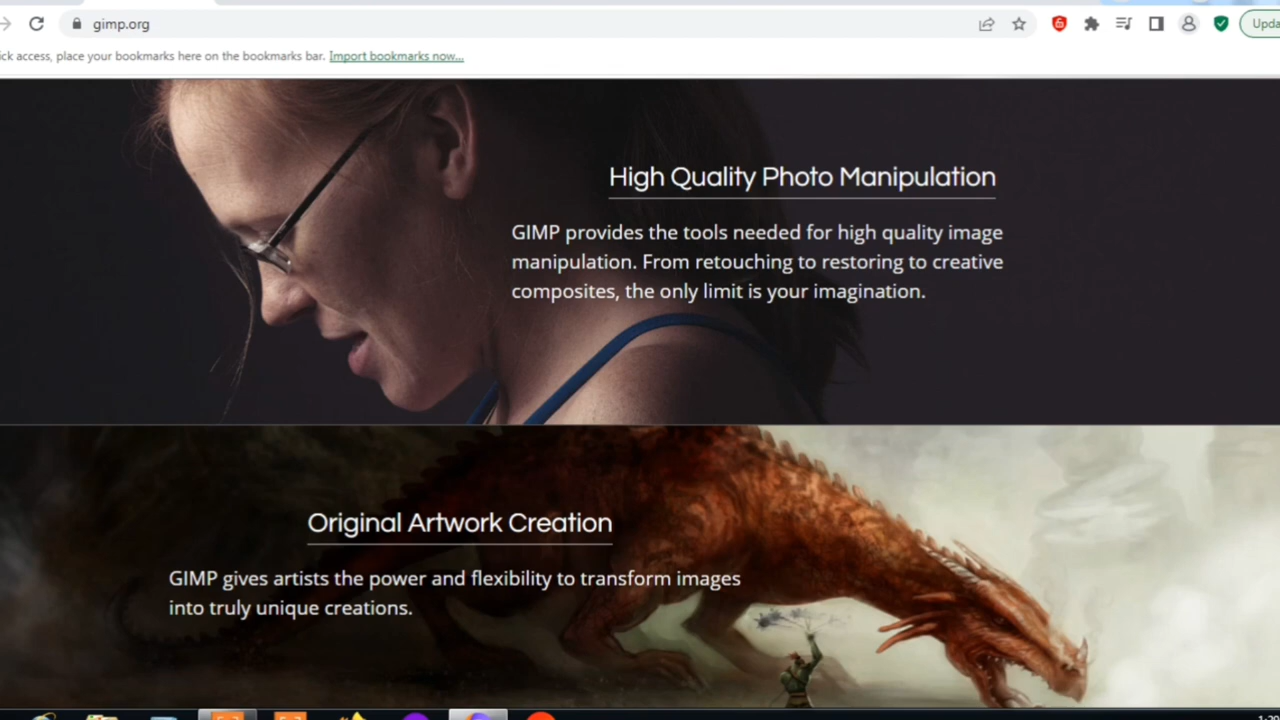 gimp.org
access, place your bookmarks here on the bookmarks bar. Import bookmarks now...
High Quality Photo Manipulation
GIMP provides the tools needed for high quality image
manipulation. From retouching to restoring to creative
composites, the only limit is your imagination.
Original Artwork Creation
GIMP gives artists the power and flexibility to transform images
into truly unique creations.